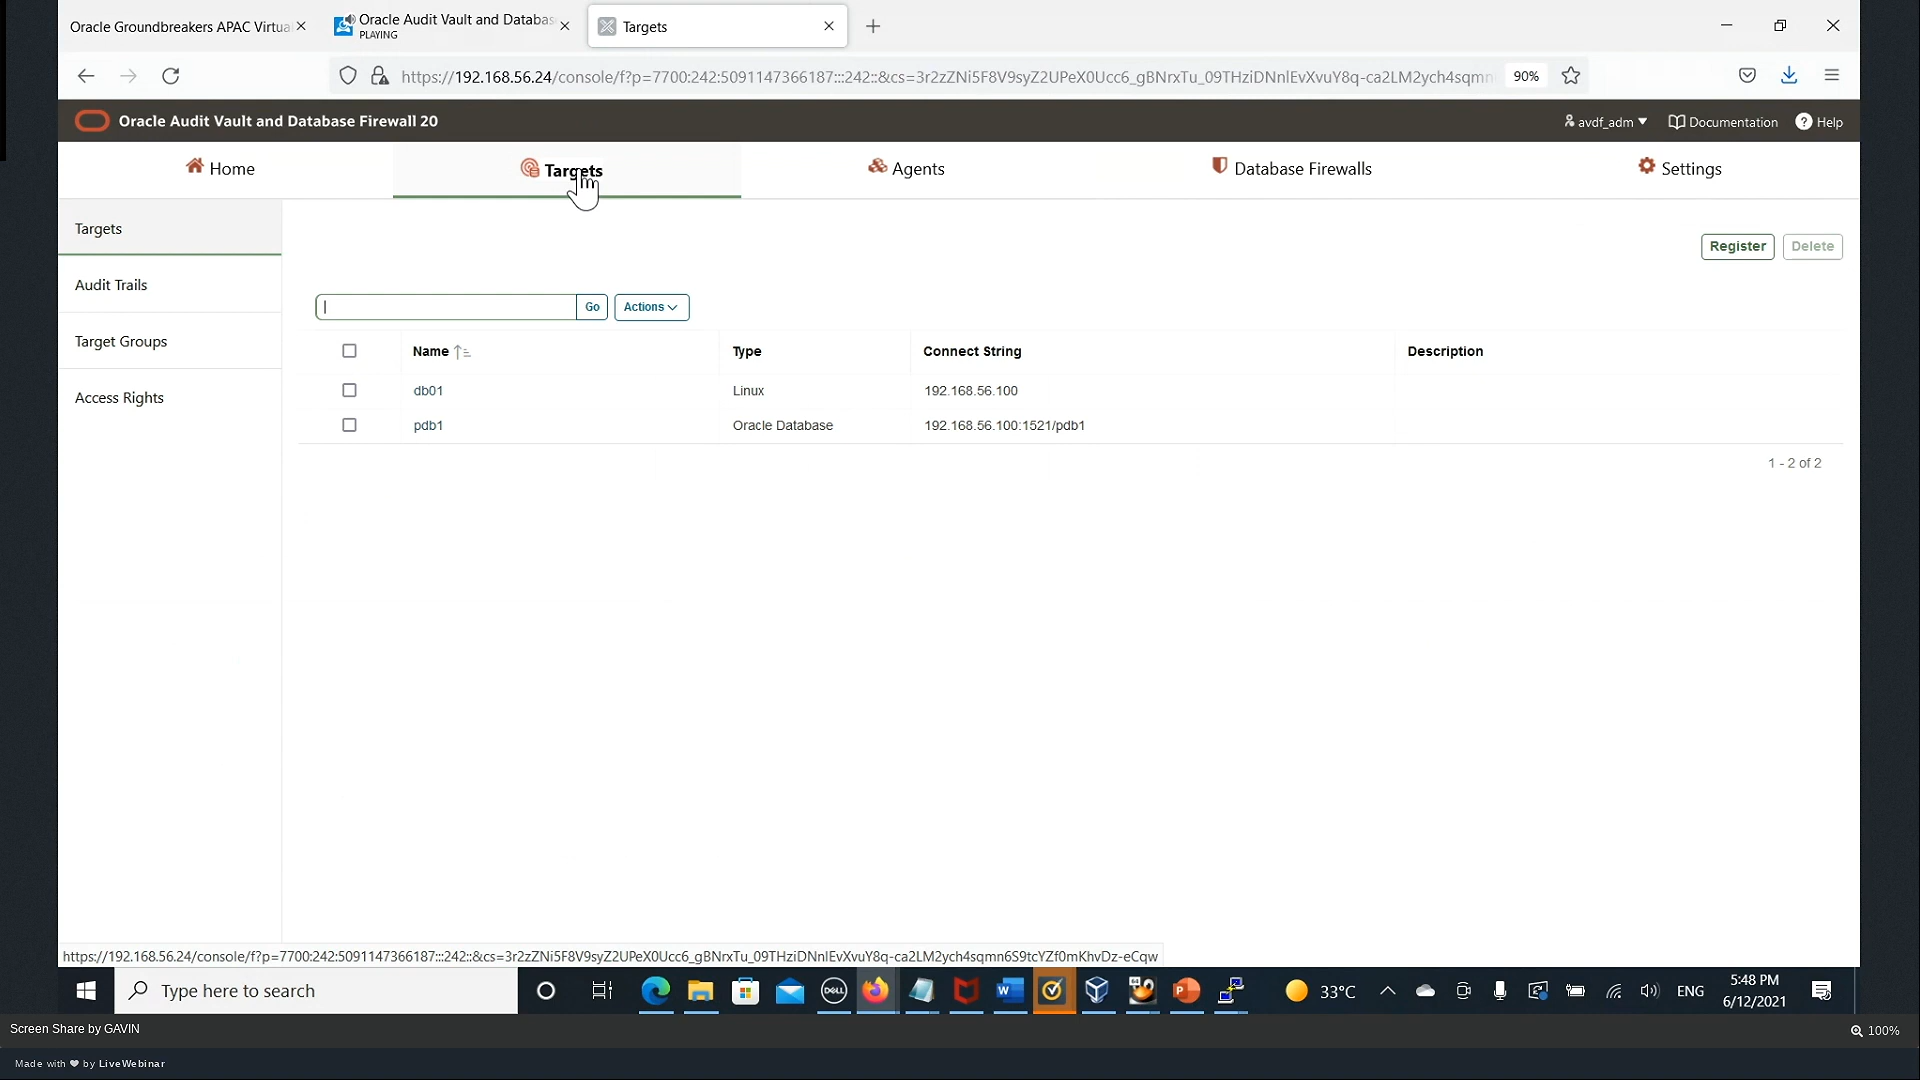 Oracle Groundbreakers APAC Virtua
Oracle Audit Vault and Databas
PLAYING
Targets
https://192.168.56.24/console/f?p=7700:242:5091147366187:::242::&cs=3r2zZNi5F8V9syZ2UPeX0Ucc6_gBNrxTu_09THziDNnlEvXvuY8q-ca2LM2ych4sqmn
90%
Oracle Audit Vault and Database Firewall 20
avdf_adm
Documentation
Help
Home
Targets
Agents
Database Firewalls
Settings
Targets
Audit Trails
Target Groups
Access Rights
Register
Delete
Go
Actions
Name
Type
Connect String
Description
db01
Linux
192.168.56.100
pdb1
Oracle Database
192.168.56.100:1521/pdb1
1 - 2 of 2
https://192.168.56.24/console/f?p=7700:242:5091147366187:::242::&cs=3r2zZNi5F8V9syZ2UPeX0Ucc6_gBNrxTu_09THziDNnlEvXvuY8q-ca2LM2ych4sqmn6S9tcYZf0mKhvDz-eCqw
Type here to search
DELL
33°C
ENG
5:48 PM
6/12/2021
Screen Share by GAVIN
100%
Made with ❤ by LiveWebinar